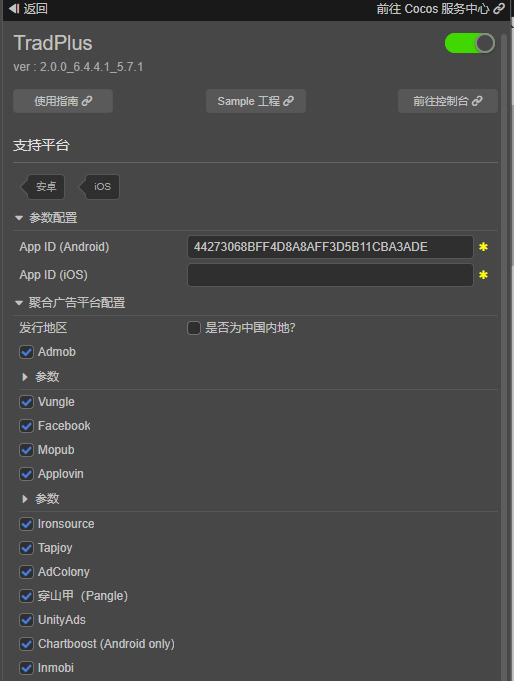 返回 前往 Cocos 服务中心
TradPlus
ver : 2.0.0_6.4.4.1_5.7.1
使用指南 Sample 工程 前往控制台
支持平台
安卓 iOS
参数配置
App ID (Android) 44273068BFF4D8A8AFF3D5B11CBA3ADE
App ID (iOS)
聚合广告平台配置
发行地区 是否为中国内地?
Admob
参数
Vungle
Facebook
Mopub
Applovin
参数
Ironsource
Tapjoy
AdColony
穿山甲（Pangle）
UnityAds
Chartboost (Android only)
Inmobi